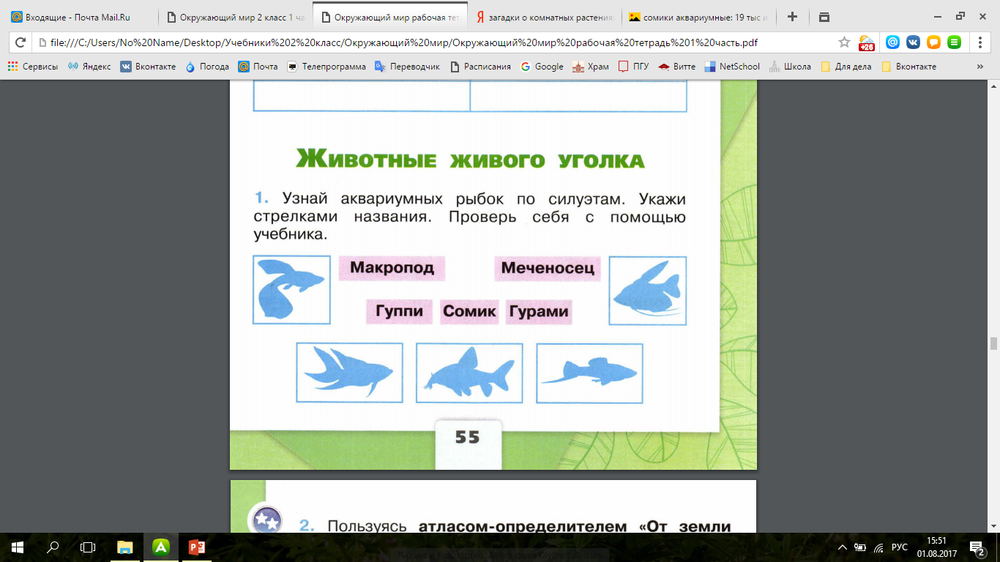 Входящие - Почта Mail.Ru
Окружающий мир 2 класс 1 ча
Окружающий мир рабочая тет
загадки о комнатных растения
сомики аквариумные: 19 тыс и
file:///C:/Users/No%20Name/Desktop/Учебники%202%20класс/Окружающий%20мир/Окружающий%20мир%20рабочая%20тетрадь%201%20часть.pdf
+26
Сервисы Яндекс Вконтакте Погода Почта Телепрограмма Переводчик Расписания Google Храм ПГУ Витте NetSchool Школа Для дела Вконтакте »
Животные живого уголка
1. Узнай аквариумных рыбок по силуэтам. Укажи
стрелками названия. Проверь себя с помощью
учебника.
Макропод Меченосец
Гуппи Сомик Гурами
55
2. Пользуясь атласом-определителем «От земли
РУС
15:51
01.08.2017
2